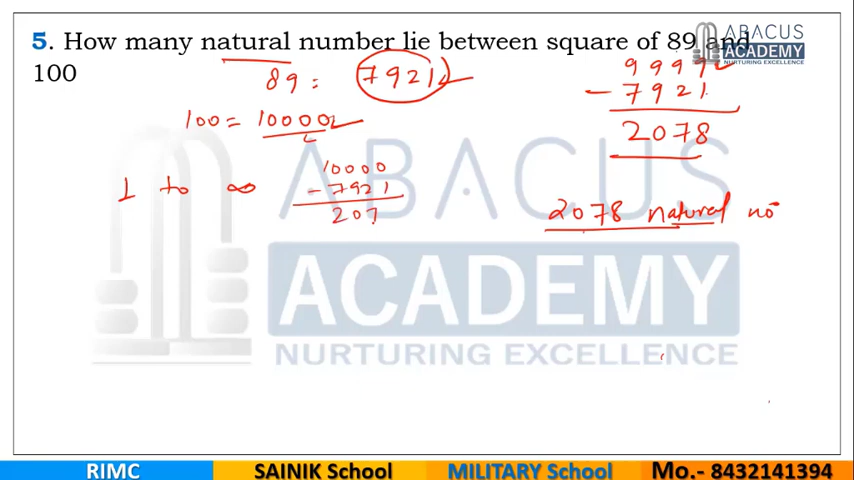 5. How many natural number lie between square of 89 and
100
ABACUS
ACADEMY
NURTURING EXCELLENCE
89 = 7921
100 = 10000
9999
- 7921
2078
1 to ∞
10000
- 7921
207
2078 natural no
ABACUS
ACADEMY
NURTURING EXCELLENCE
RIMC SAINIK School MILITARY School Mo.- 8432141394